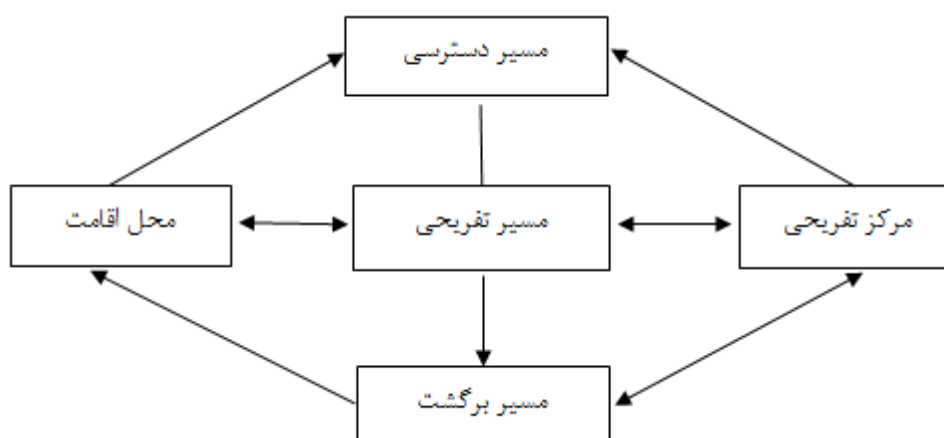 مسیر دسترسی
مرکز تفریحی
مسیر تفریحی
محل اقامت
مسیر برگشت